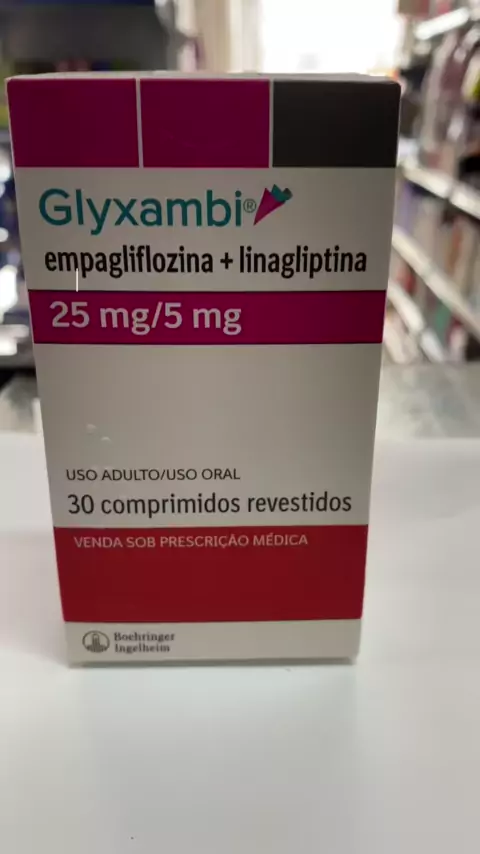 Glyxambi®
empagliflozina + linagliptina
25 mg/5 mg
USO ADULTO/USO ORAL
30 comprimidos revestidos
VENDA SOB PRESCRIÇÃO MÉDICA
Boehringer
Ingelheim